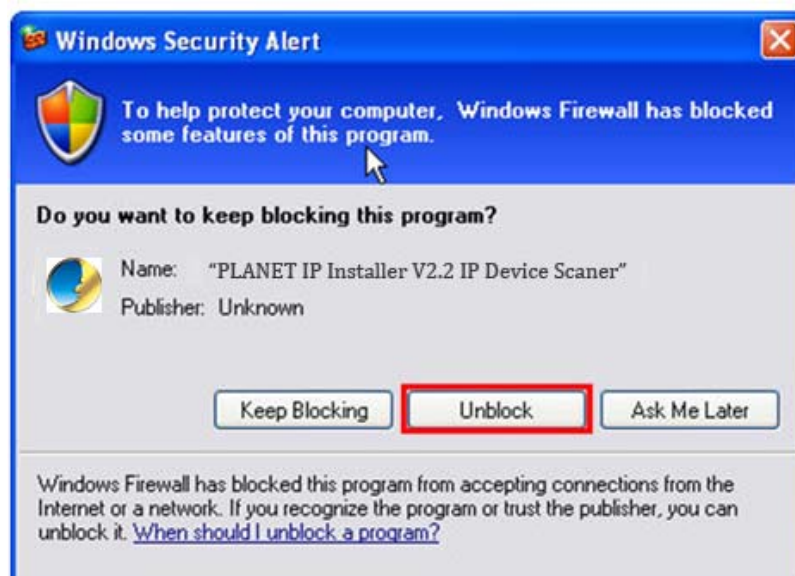 Windows Security Alert
To help protect your computer, Windows Firewall has blocked
some features of this program.
Do you want to keep blocking this program?
Name: "PLANET IP Installer V2.2 IP Device Scaner"
Publisher: Unknown
Keep Blocking Unblock Ask Me Later
Windows Firewall has blocked this program from accepting connections from the
Internet or a network. If you recognize the program or trust the publisher, you can
unblock it. When should I unblock a program?